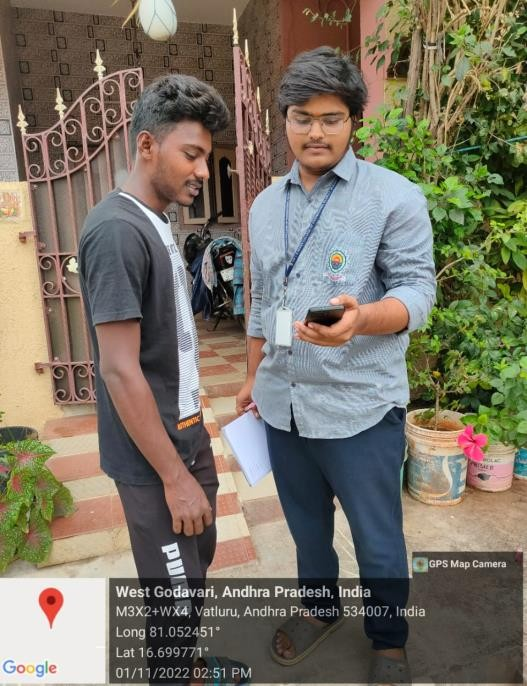 AUTHENTIC
PUMA
GPS Map Camera
West Godavari, Andhra Pradesh, India
M3X2+WX4, Vatluru, Andhra Pradesh 534007, India
Long 81.052451°
Lat 16.699771°
01/11/2022 02:51 PM
Google